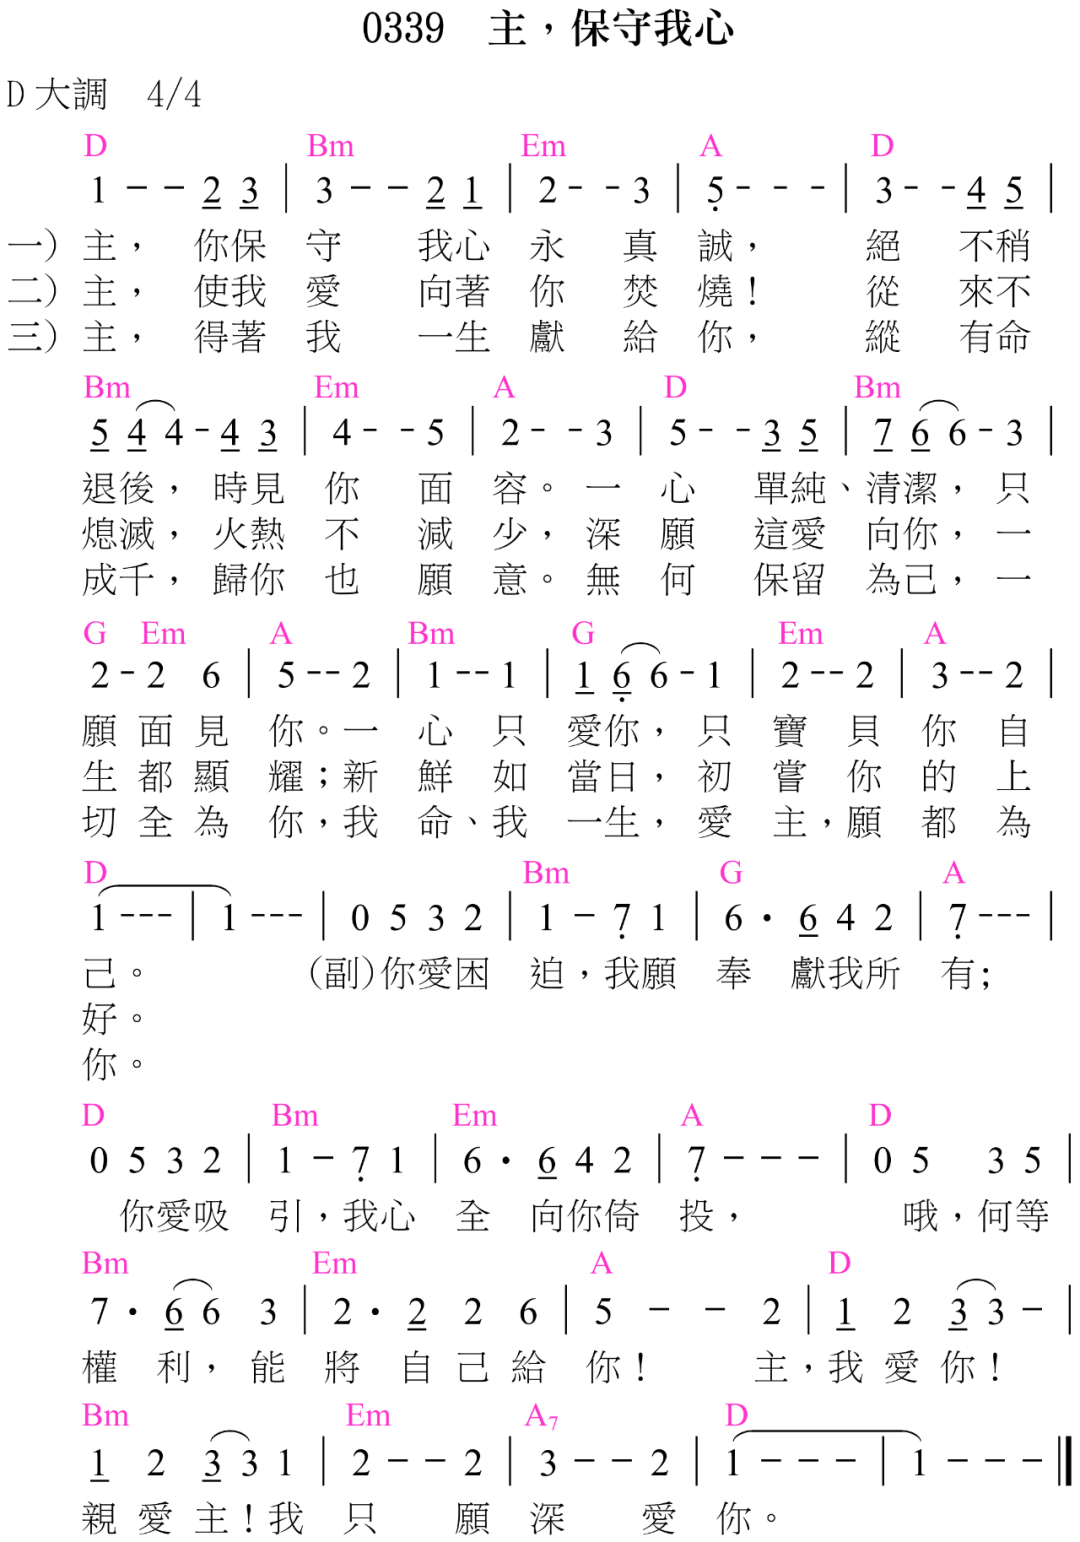 0339 主，保守我心
D 大調 4/4
D Bm Em A D
1 - - 2 3 | 3 - - 2 1 | 2 - - 3 | 5 - - - | 3 - - 4 5 |
一) 主， 你保 守 我心 永 真 誠， 絕 不稍
二) 主， 使我 愛 向著 你 焚 燒！ 從 來不
三) 主， 得著 我 一生 獻 給 你， 縱 有命
Bm Em A D Bm
5 4 4 - 4 3 | 4 - - 5 | 2 - - 3 | 5 - - 3 5 | 7 6 6 - 3 |
退後， 時見 你 面 容。 一 心 單純、清潔， 只
熄滅， 火熱 不 減 少， 深 願 這愛 向你， 一
成千， 歸你 也 願 意。 無 何 保留 為己， 一
G Em A Bm G Em A
2 - 2 6 | 5 - - 2 | 1 - - 1 | 1 6 6 - 1 | 2 - - 2 | 3 - - 2 |
願 面 見 你。一 心 只 愛你， 只 寶 貝 你 自
生 都 顯 耀；新 鮮 如 當日， 初 嘗 你 的 上
切 全 為 你，我 命、我 一生， 愛 主，願 都 為
D Bm G A
1 - - - | 1 - - - | 0 5 3 2 | 1 - 7 1 | 6 · 6 4 2 | 7 - - - |
己。 (副)你愛困 迫，我願 奉 獻我所 有；
好。
你。
D Bm Em A D
0 5 3 2 | 1 - 7 1 | 6 · 6 4 2 | 7 - - - | 0 5 3 5 |
你愛吸 引，我心 全 向你倚 投， 哦，何等
Bm Em A D
7 · 6 6 3 | 2 · 2 2 6 | 5 - - 2 | 1 2 3 3 - |
權 利， 能 將 自 己 給 你！ 主，我 愛 你！
Bm Em A7 D
1 2 3 3 1 | 2 - - 2 | 3 - - 2 | 1 - - - | 1 - - - ‖
親 愛 主！我 只 願 深 愛 你。